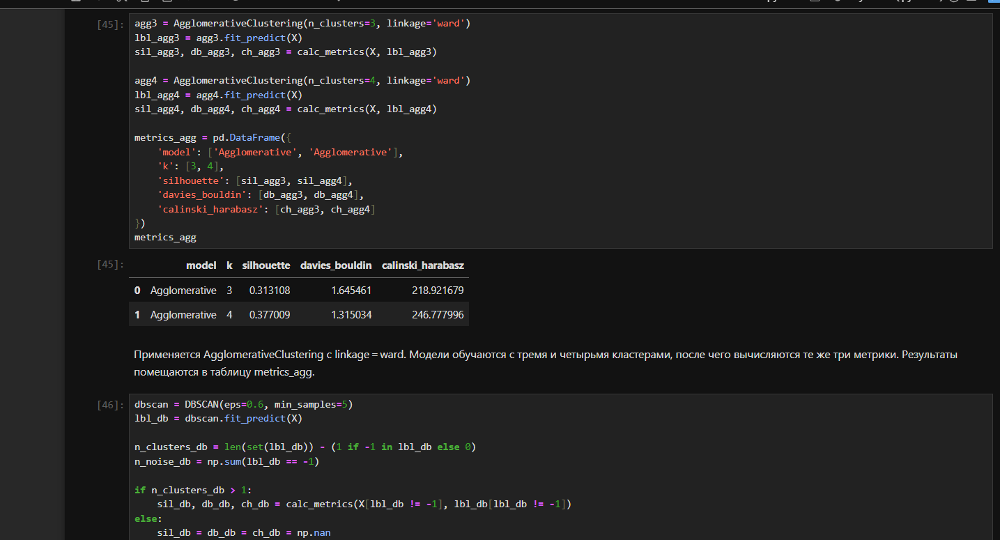 [45]:
agg3 = AgglomerativeClustering(n_clusters=3, linkage='ward')
lbl_agg3 = agg3.fit_predict(X)
sil_agg3, db_agg3, ch_agg3 = calc_metrics(X, lbl_agg3)
agg4 = AgglomerativeClustering(n_clusters=4, linkage='ward')
lbl_agg4 = agg4.fit_predict(X)
sil_agg4, db_agg4, ch_agg4 = calc_metrics(X, lbl_agg4)
metrics_agg = pd.DataFrame({
    'model': ['Agglomerative', 'Agglomerative'],
    'k': [3, 4],
    'silhouette': [sil_agg3, sil_agg4],
    'davies_bouldin': [db_agg3, db_agg4],
    'calinski_harabasz': [ch_agg3, ch_agg4]
})
metrics_agg
[45]:
model k silhouette davies_bouldin calinski_harabasz
0 Agglomerative 3 0.313108 1.645461 218.921679
1 Agglomerative 4 0.377009 1.315034 246.777996
Применяется AgglomerativeClustering с linkage = ward. Модели обучаются с тремя и четырьмя кластерами, после чего вычисляются те же три метрики. Результаты
помещаются в таблицу metrics_agg.
[46]:
dbscan = DBSCAN(eps=0.6, min_samples=5)
lbl_db = dbscan.fit_predict(X)
n_clusters_db = len(set(lbl_db)) - (1 if -1 in lbl_db else 0)
n_noise_db = np.sum(lbl_db == -1)
if n_clusters_db > 1:
    sil_db, db_db, ch_db = calc_metrics(X[lbl_db != -1], lbl_db[lbl_db != -1])
else:
    sil_db = db_db = ch_db = np.nan